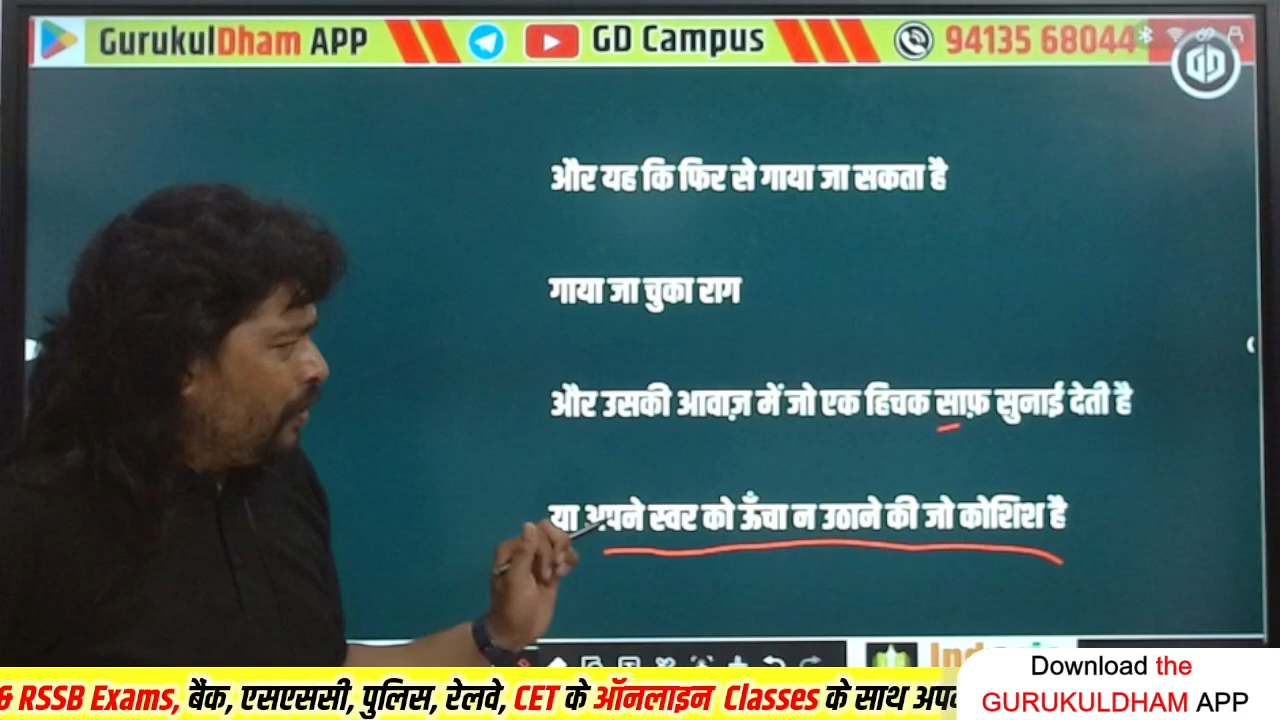 GurukulDham APP GD Campus 94135 68044
और यह कि फिर से गाया जा सकता है
गाया जा चुका राग
और उसकी आवाज़ में जो एक हिचक साफ़ सुनाई देती है
या अपने स्वर को ऊँचा न उठाने की जो कोशिश है
& RSSB Exams, बैंक, एसएससी, पुलिस, रेलवे, CET के ऑनलाइन Classes के साथ
Download the
GURUKULDHAM APP